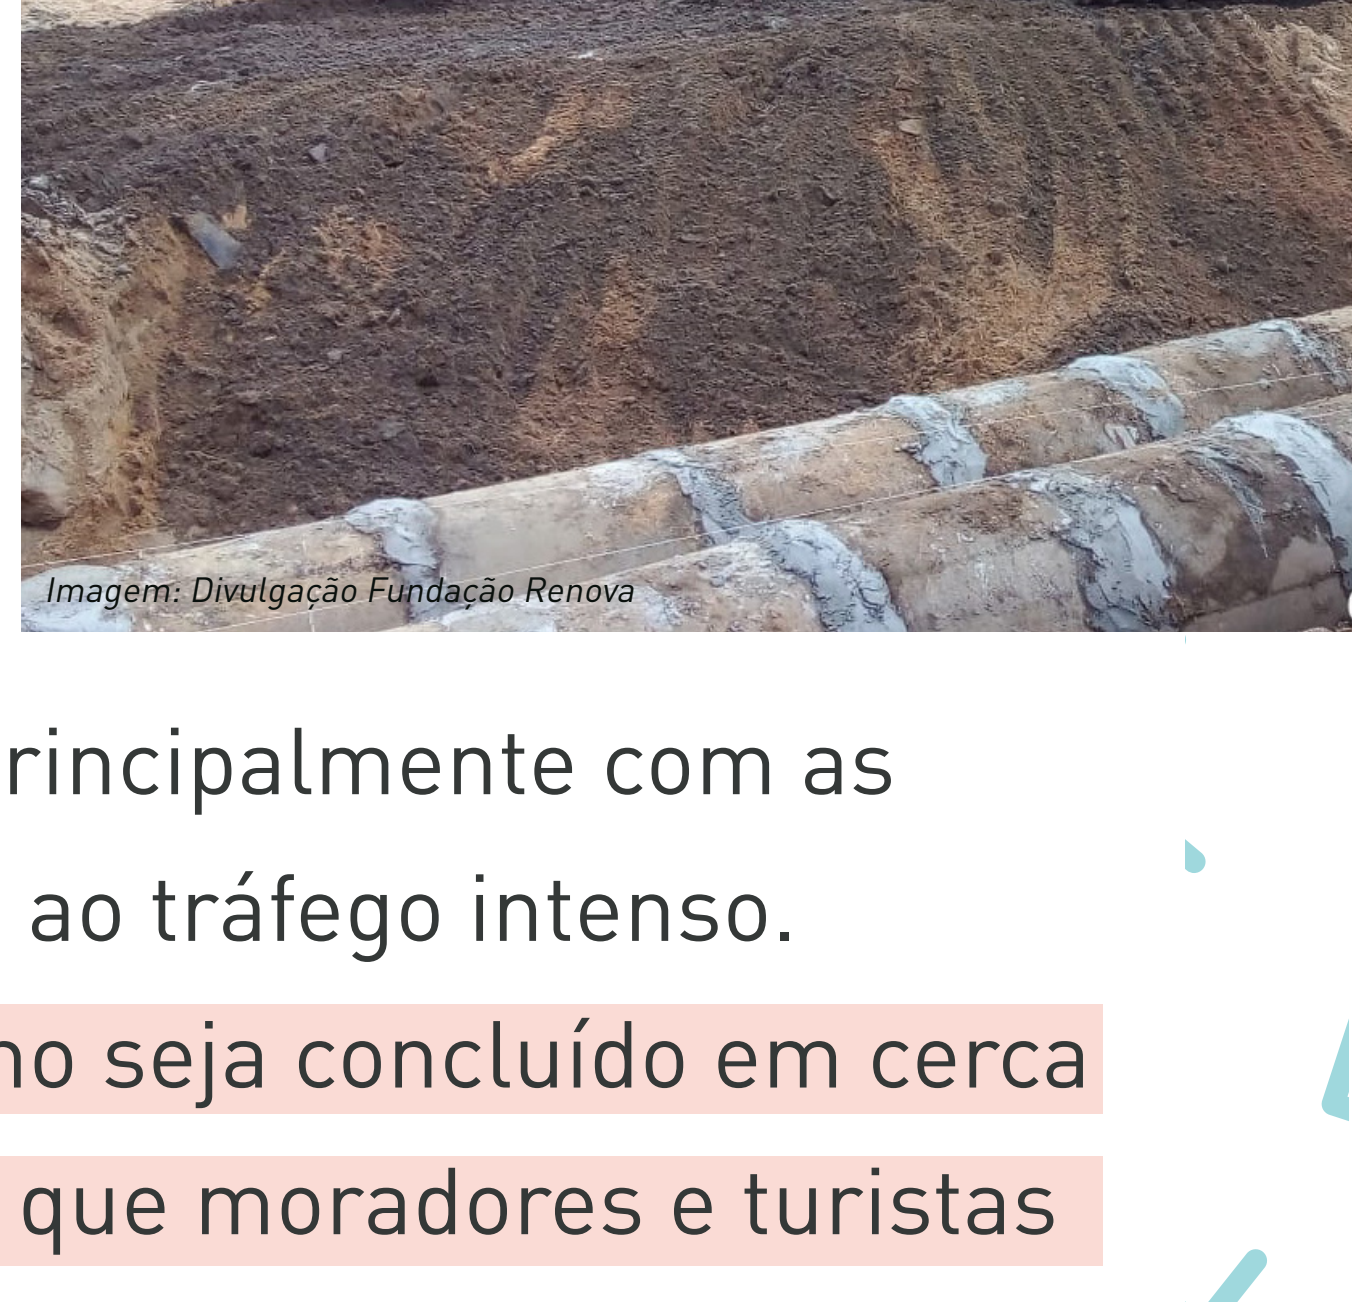 Imagem: Divulgação Fundação Renova
rincipalmente com as
ao tráfego intenso.
no seja concluído em cerca
que moradores e turistas